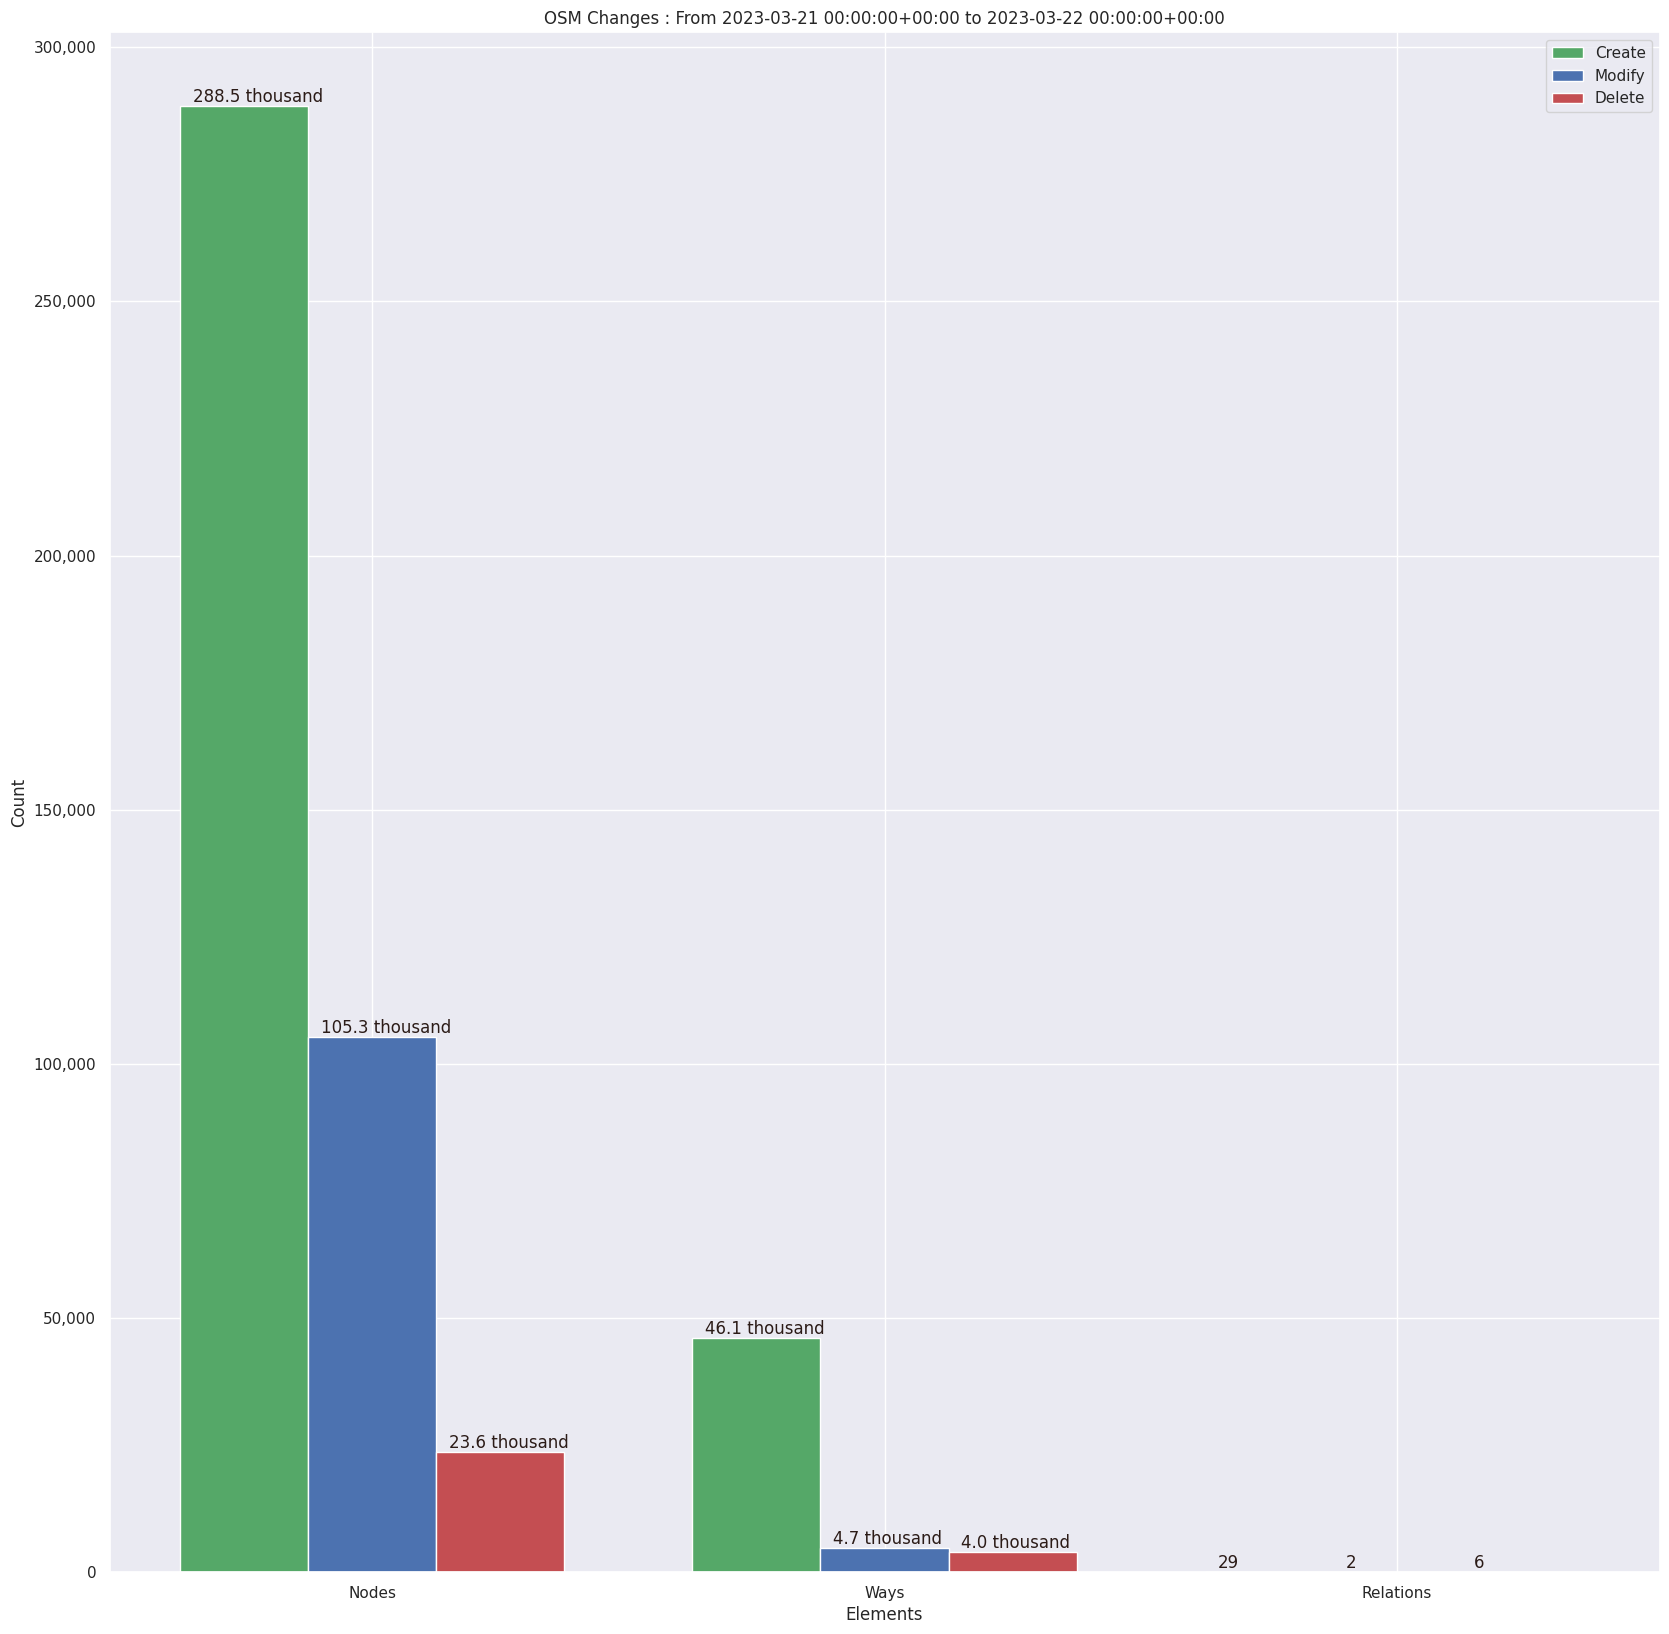 OSM Changes : From 2023-03-21 00:00:00+00:00 to 2023-03-22 00:00:00+00:00
300,000
250,000
200,000
150,000
100,000
50,000
0
Count
Create
Modify
Delete
288.5 thousand
105.3 thousand
23.6 thousand
46.1 thousand
4.7 thousand
4.0 thousand
29
2
6
Nodes
Ways
Relations
Elements